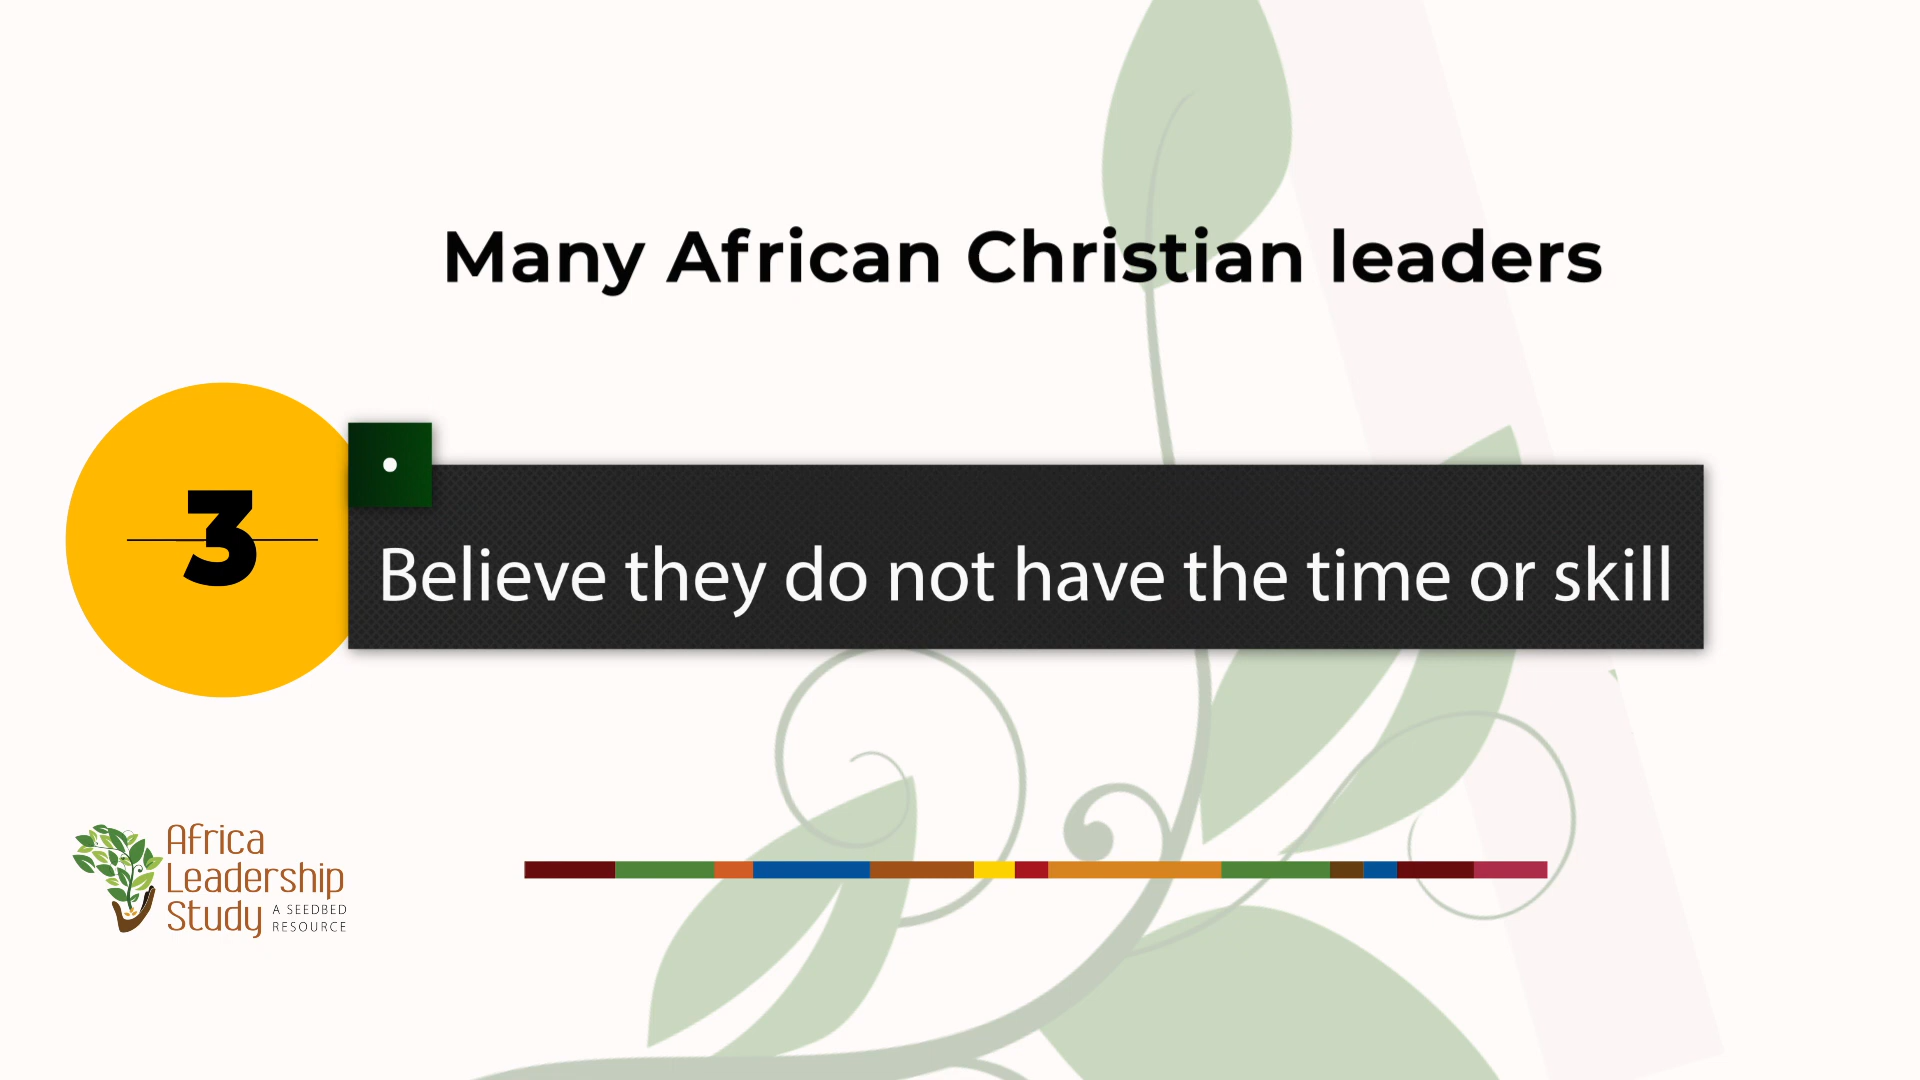 Many African Christian leaders
3
Believe they do not have the time or skill
Africa
Leadership
Study
A SEEDBED
RESOURCE